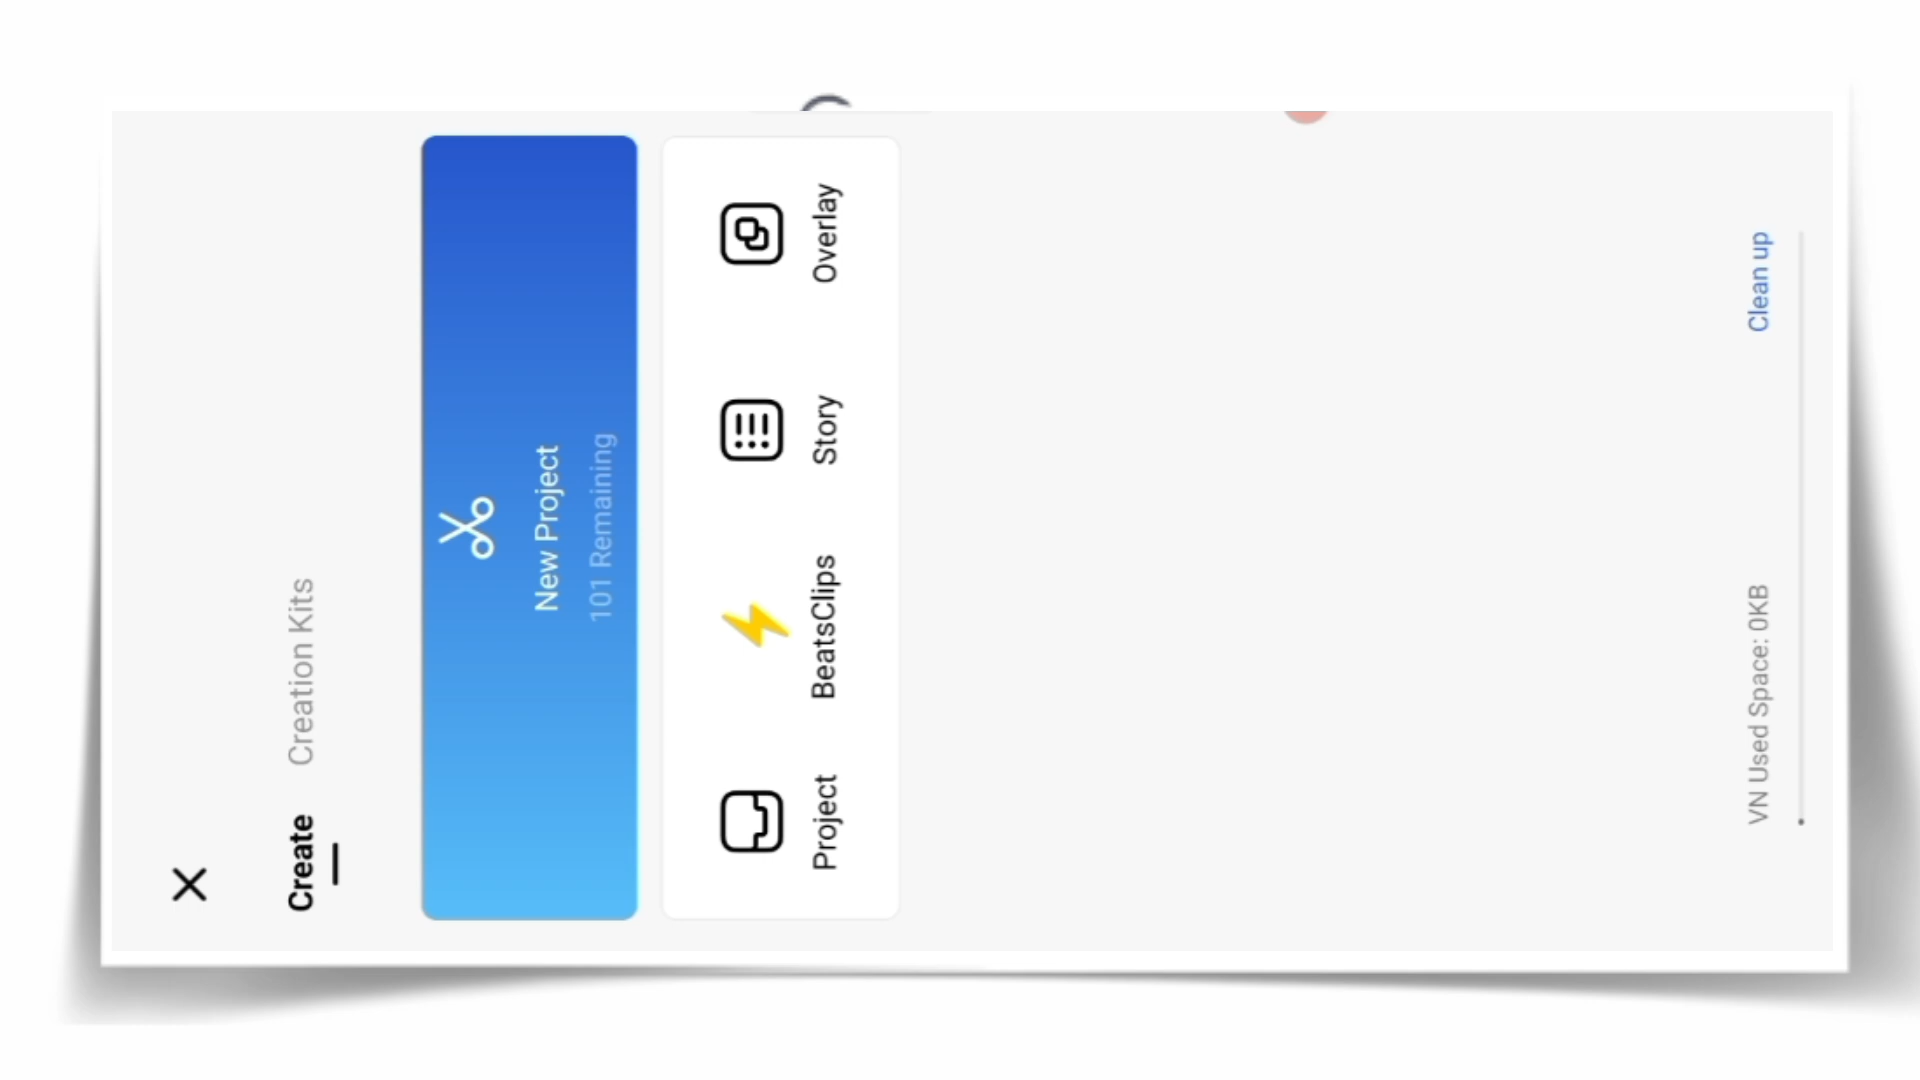 Create Creation Kits
New Project
101 Remaining
Project BeatsClips Story Overlay
VN Used Space: 0KB Clean up